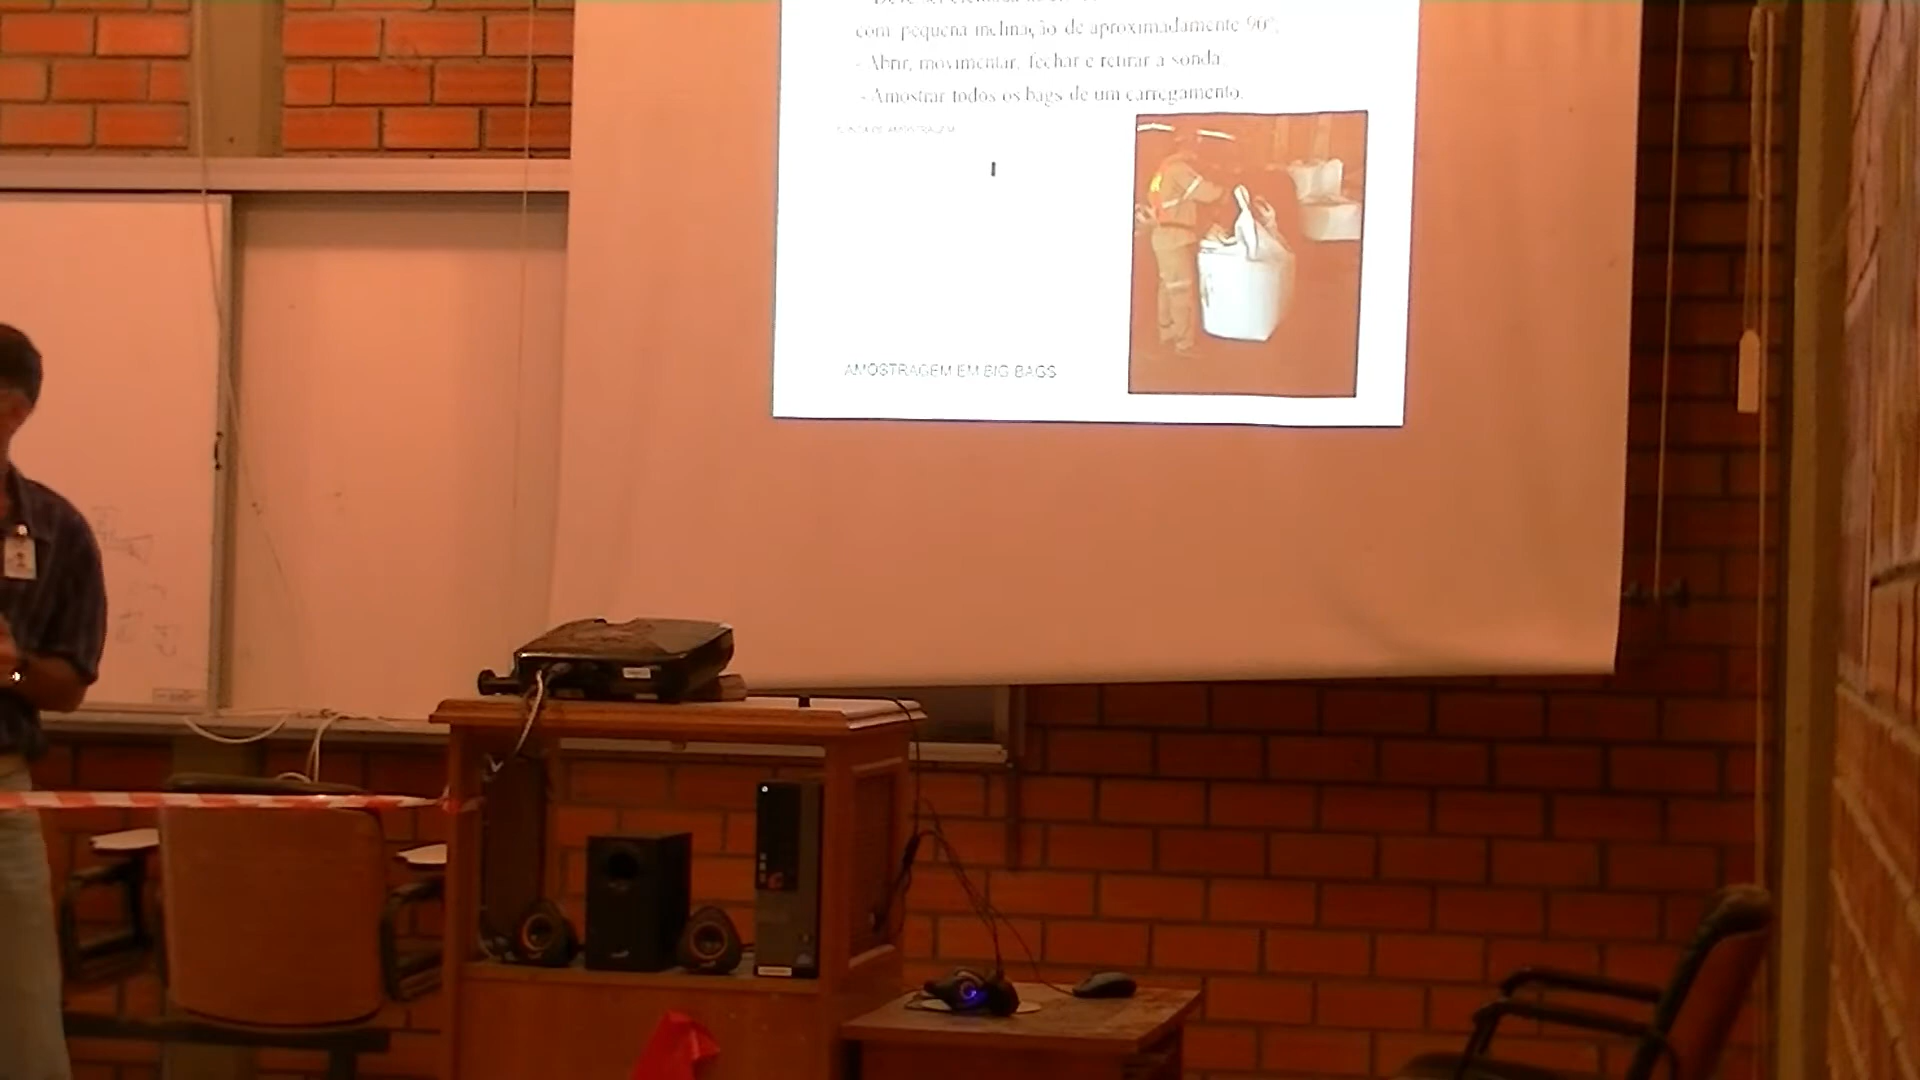 com pequena inclinação de aproximadamente 90°;
- Abrir, movimentar, fechar e retirar a sonda
- Amostrar todos os bags de um carregamento.
AMOSTRAGEM EM BIG BAGS